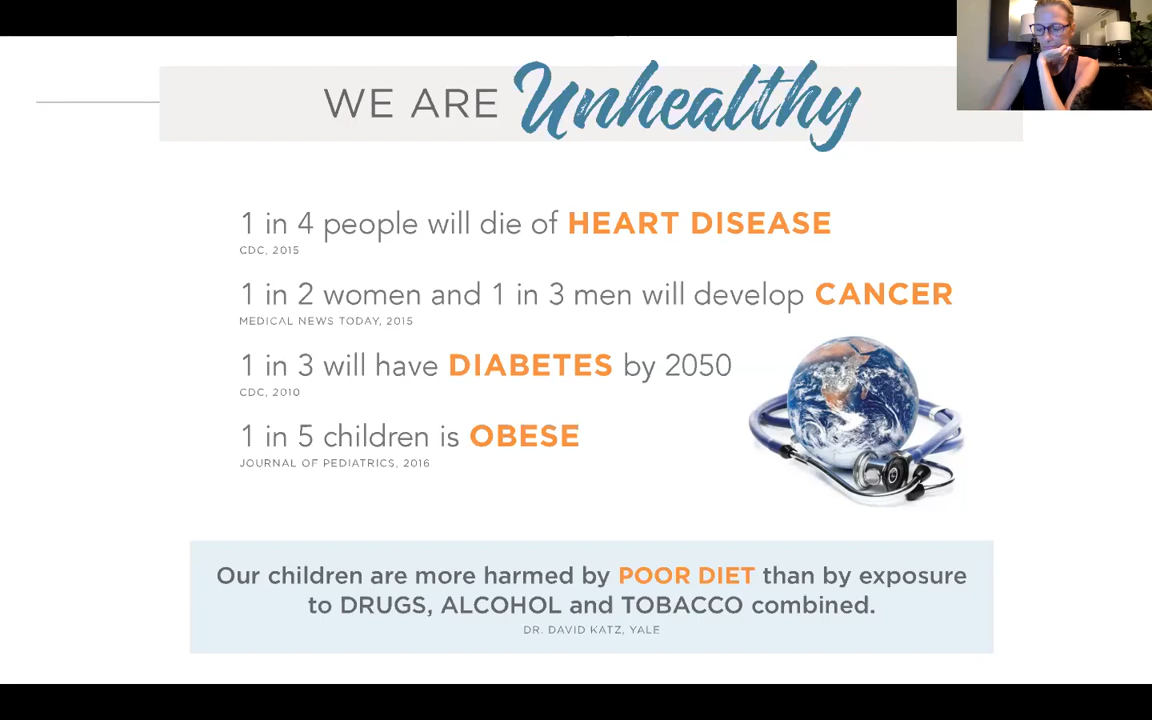 WE ARE Unhealthy
1 in 4 people will die of HEART DISEASE
CDC, 2015
1 in 2 women and 1 in 3 men will develop CANCER
MEDICAL NEWS TODAY, 2015
1 in 3 will have DIABETES by 2050
CDC, 2010
1 in 5 children is OBESE
JOURNAL OF PEDIATRICS, 2016
Our children are more harmed by POOR DIET than by exposure
to DRUGS, ALCOHOL and TOBACCO combined.
DR. DAVID KATZ, YALE